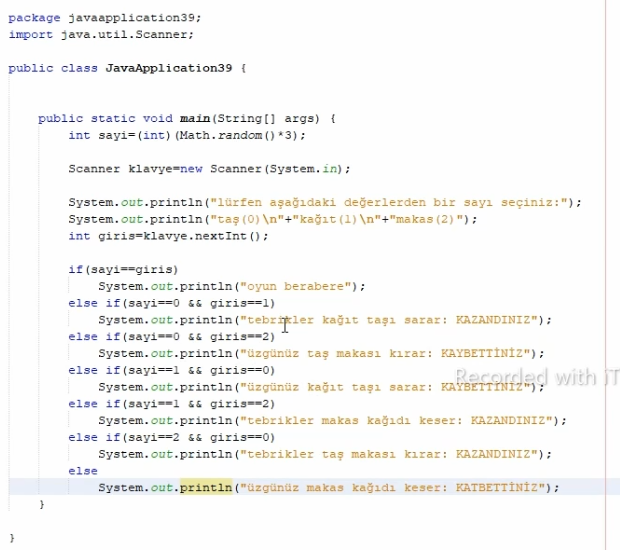 package javaapplication39;
import java.util.Scanner;
public class JavaApplication39 {
public static void main(String[] args) {
int sayi=(int)(Math.random()*3);
Scanner klavye=new Scanner(System.in);
System.out.println("lürfen aşağıdaki değerlerden bir sayı seçiniz:");
System.out.println("taş(0)\n"+"kağıt(1)\n"+"makas(2)");
int giris=klavye.nextInt();
if(sayi==giris)
System.out.println("oyun berabere");
else if(sayi==0 && giris==1)
System.out.println("tebrikler kağıt taşı sarar: KAZANDINIZ");
else if(sayi==0 && giris==2)
System.out.println("üzgünüz taş makası kırar: KAYBETTİNİZ");
else if(sayi==1 && giris==0)
System.out.println("üzgünüz kağıt taşı sarar: KAYBETTİNİZ");
Recorded with iT
else if(sayi==1 && giris==2)
System.out.println("tebrikler makas kağıdı keser: KAZANDINIZ");
else if(sayi==2 && giris==0)
System.out.println("tebrikler taş makası kırar: KAZANDINIZ");
else
System.out.println("üzgünüz makas kağıdı keser: KATBETTİNİZ");
}
}